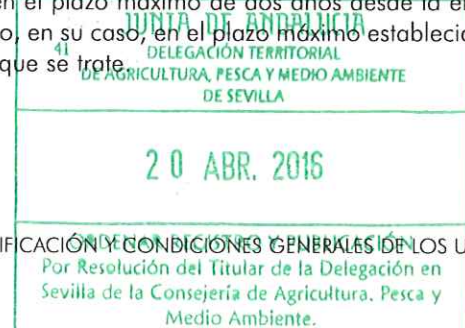 en el plazo máximo de dos años desde la e
o, en su caso, en el plazo máximo establecid
que se trate.
JUNTA DE ANDALUCIA
41
DELEGACIÓN TERRITORIAL
DE AGRICULTURA, PESCA Y MEDIO AMBIENTE
DE SEVILLA
20 ABR. 2016
IFICACIÓN Y CONDICIONES GENERALES DE LOS U
ORDENAR REGISTRO Y PUBLICACIÓN
Por Resolución del Titular de la Delegación en
Sevilla de la Consejería de Agricultura, Pesca y
Medio Ambiente.